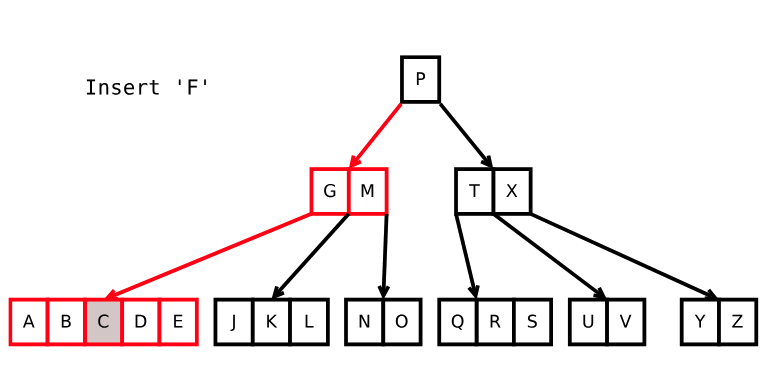 P
Insert 'F'
G M
T X
A B C D E
J K L
N O
Q R S
U V
Y Z